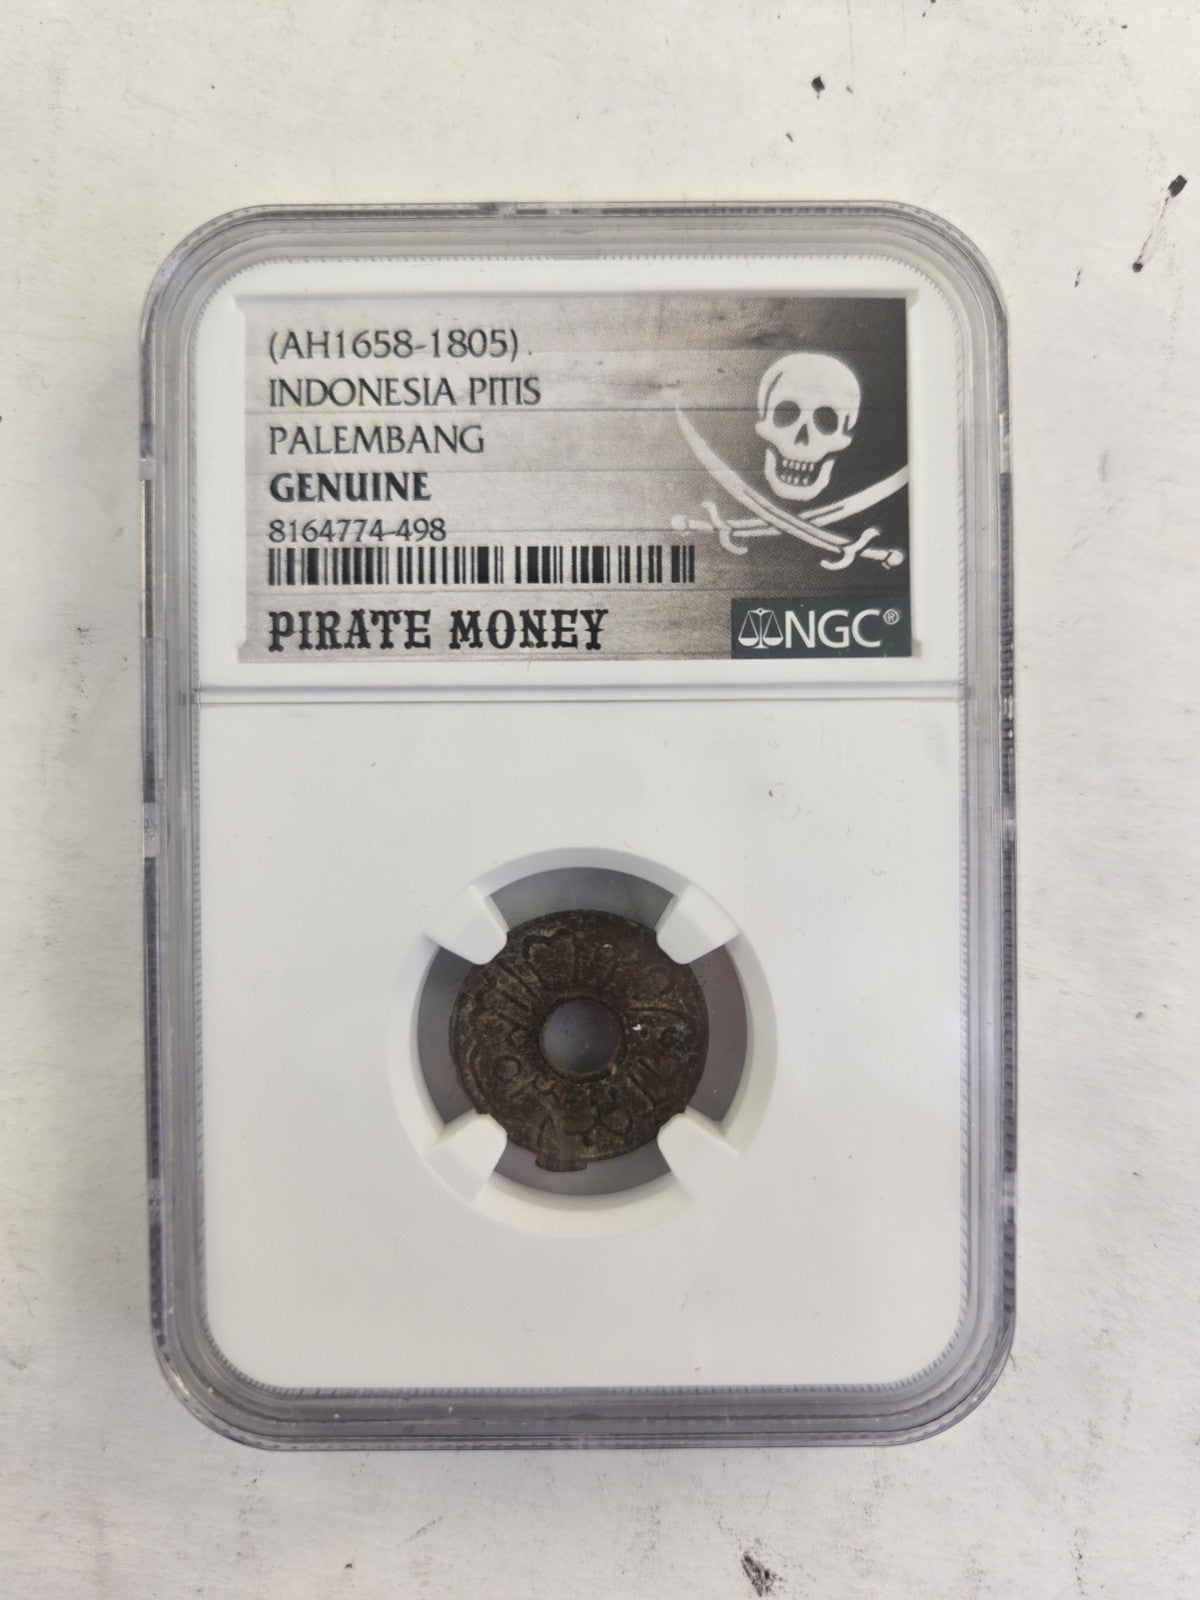 (AH1658-1805)
INDONESIA PITIS
PALEMBANG
GENUINE
8164774-498
PIRATE MONEY
NGC®